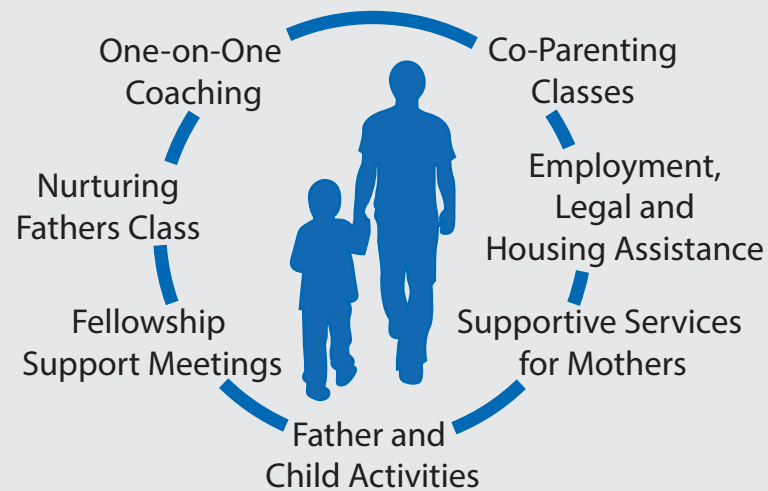 One-on-One
Coaching
Co-Parenting
Classes
Employment,
Legal and
Housing Assistance
Supportive Services
for Mothers
Father and
Child Activities
Fellowship
Support Meetings
Nurturing
Fathers Class